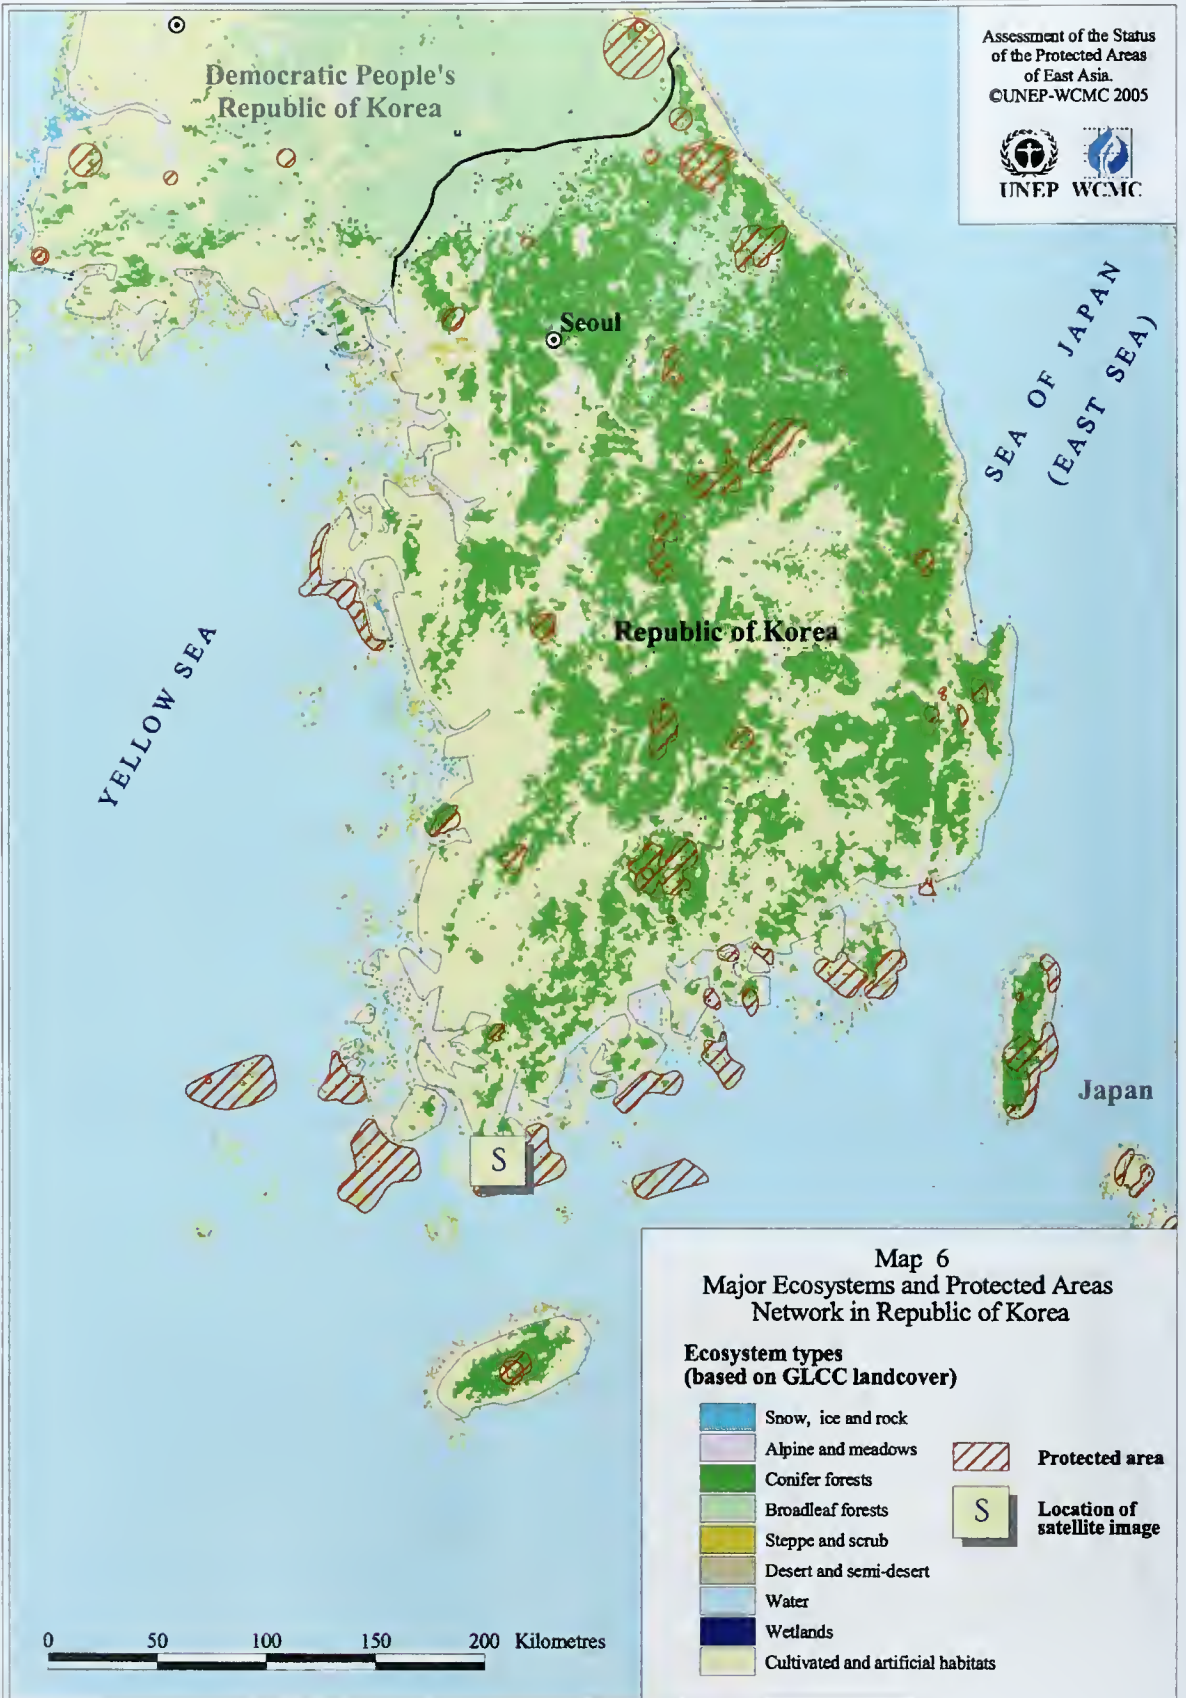 Assessment of the Status
of the Protected Areas
of East Asia.
©UNEP-WCMC 2005
UNEP WCMC
Democratic People's
Republic of Korea
Seoul
SEA OF JAPAN
(EAST SEA)
Republic of Korea
YELLOW SEA
Japan
S
Map 6
Major Ecosystems and Protected Areas
Network in Republic of Korea
Ecosystem types
(based on GLCC landcover)
Snow, ice and rock
Alpine and meadows
Conifer forests
Broadleaf forests
Steppe and scrub
Desert and semi-desert
Water
Wetlands
Cultivated and artificial habitats
Protected area
S
Location of
satellite image
0 50 100 150 200 Kilometres